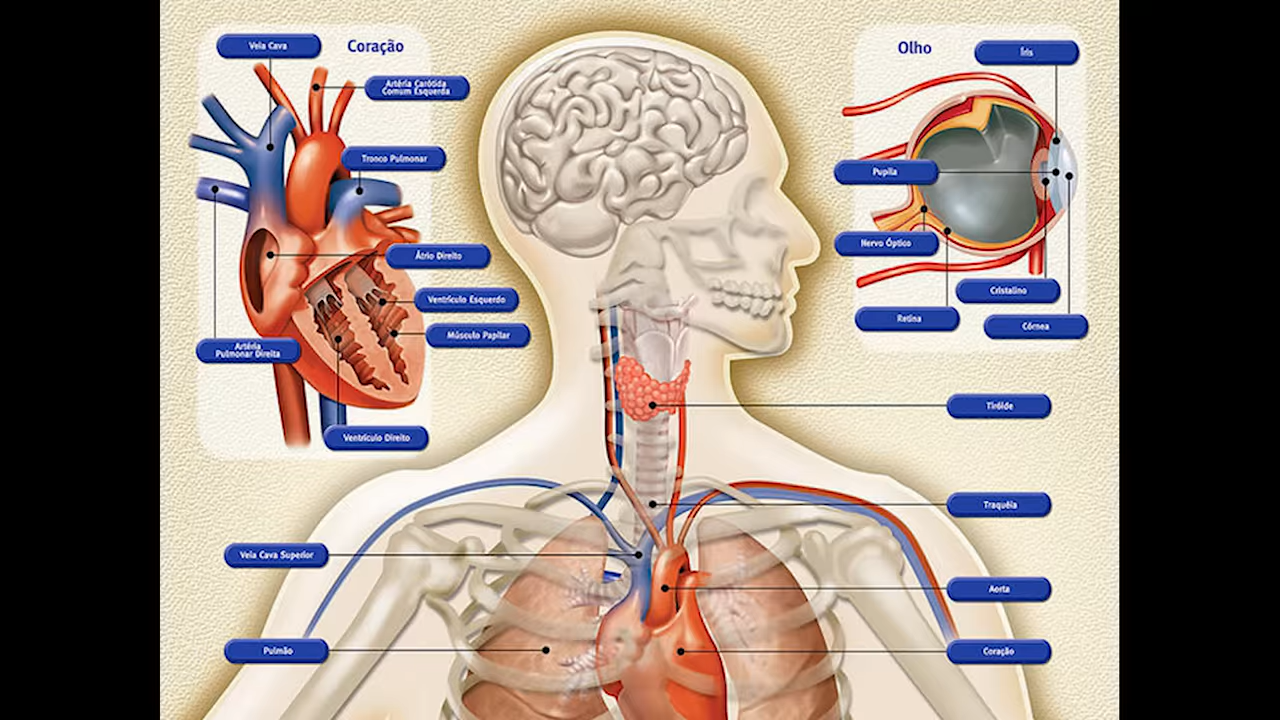 Veia Cava
Coração
Artéria Carótida
Comum Esquerda
Tronco Pulmonar
Átrio Direito
Ventrículo Esquerdo
Músculo Papilar
Artéria
Pulmonar Direita
Ventrículo Direito
Olho
Íris
Pupila
Nervo Óptico
Cristalino
Retina
Córnea
Tiróide
Traquéia
Veia Cava Superior
Aorta
Pulmão
Coração